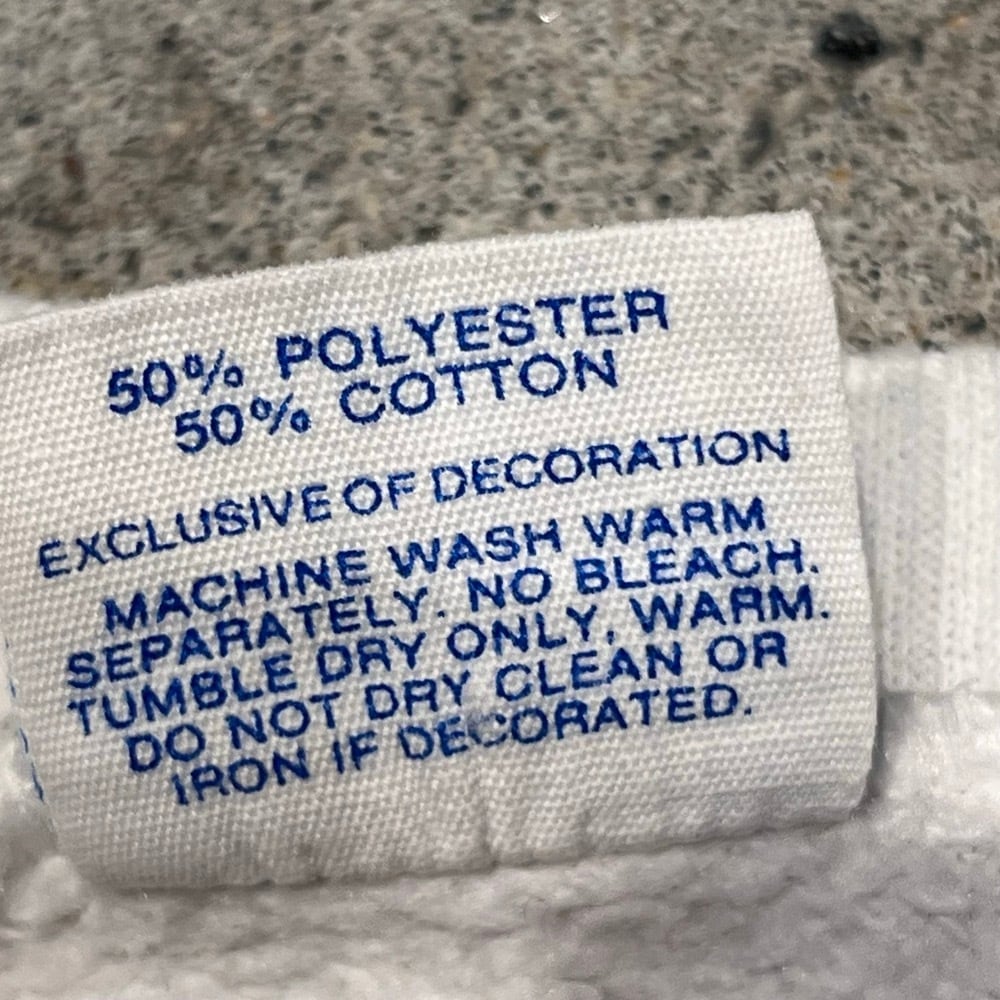 50% POLYESTER
50% COTTON
EXCLUSIVE OF DECORATION
MACHINE WASH WARM
SEPARATELY. NO BLEACH.
TUMBLE DRY ONLY, WARM.
DO NOT DRY CLEAN OR
IRON IF DECORATED.